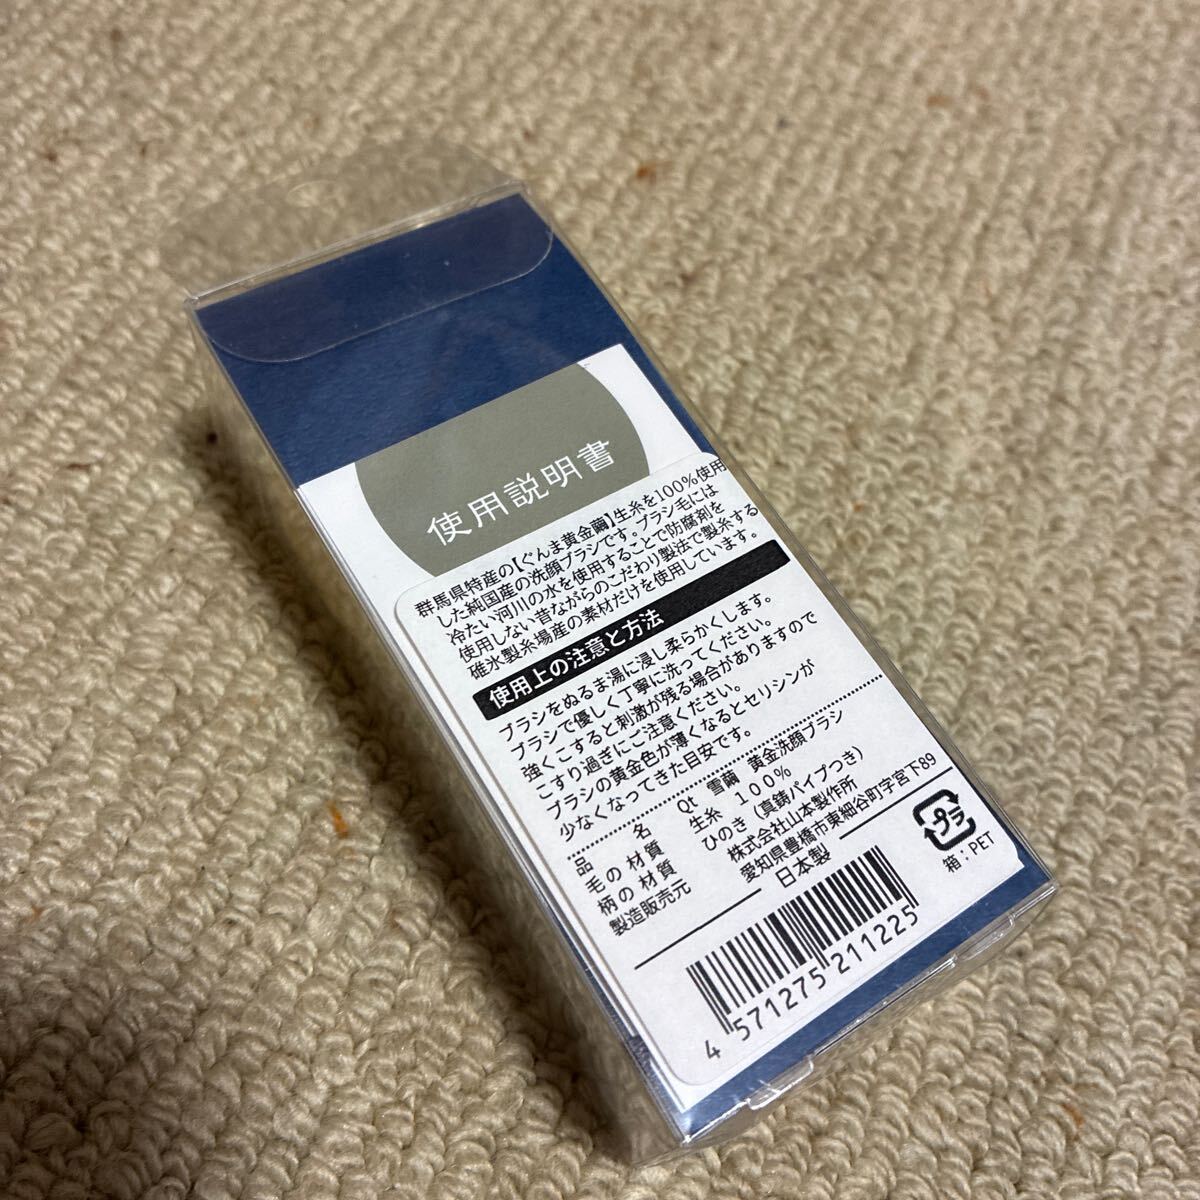 使用説明書
群馬県特産の【ぐんま黄金繭】生糸を100%使用
した純国産の洗顔ブラシです。ブラシ毛には
冷たい河川の水を使用することで防腐剤を
使用しない昔ながらのこだわり製法で製糸する
碓氷製糸場産の素材だけを使用しています。
使用上の注意と方法
ブラシをぬるま湯に浸し柔らかくします。
ブラシで優しく丁寧に洗ってください。
強くこすると刺激が残る場合がありますので
こすり過ぎにご注意ください。
ブラシの黄金色が薄くなるとセリシンが
少なくなってきた目安です。
品名 Qt 雪繭 黄金洗顔ブラシ
毛の材質 生糸 100%
柄の材質 ひのき（真鋳パイプつき）
製造販売元 株式会社山本製作所
愛知県豊橋市東細谷町字宮下89
日本製
プラ
箱：PET
4 571275 211225